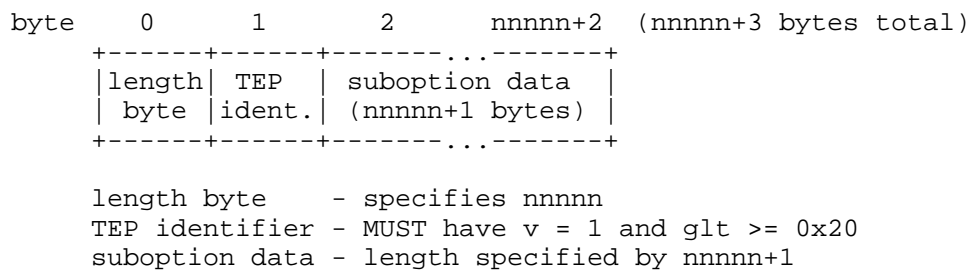 byte 0 1 2 nnnnn+2 (nnnnn+3 bytes total)
+------+------+-------...-------+
|length| TEP | suboption data |
| byte |ident.| (nnnnn+1 bytes) |
+------+------+-------...-------+
length byte - specifies nnnnn
TEP identifier - MUST have v = 1 and glt >= 0x20
suboption data - length specified by nnnnn+1